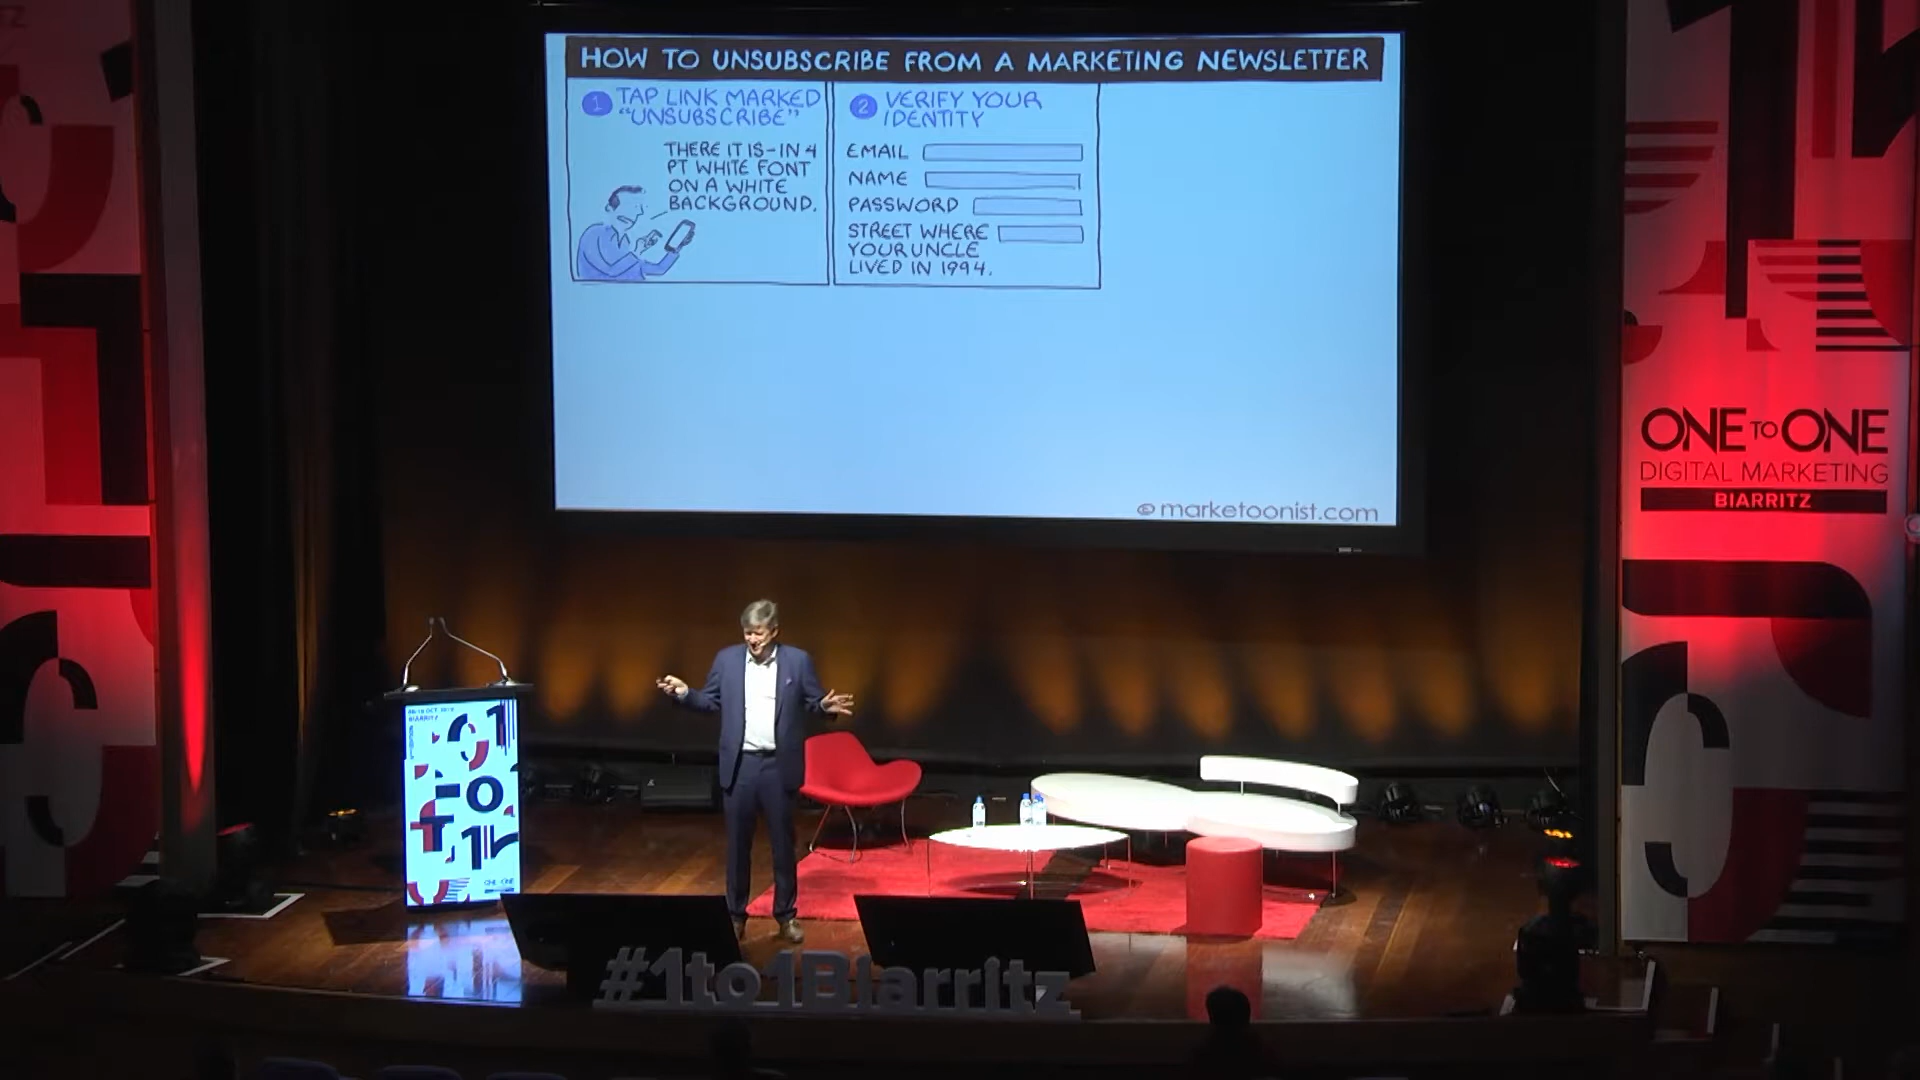 HOW TO UNSUBSCRIBE FROM A MARKETING NEWSLETTER
1 TAP LINK MARKED
"UNSUBSCRIBE"
THERE IT IS-IN 4
PT WHITE FONT
ON A WHITE
BACKGROUND.
2 VERIFY YOUR
IDENTITY
EMAIL
NAME
PASSWORD
STREET WHERE
YOUR UNCLE
LIVED IN 1994.
© marketoonist.com
ONE TO ONE
DIGITAL MARKETING
BIARRITZ
BIARRITZ
#1to1Biarritz